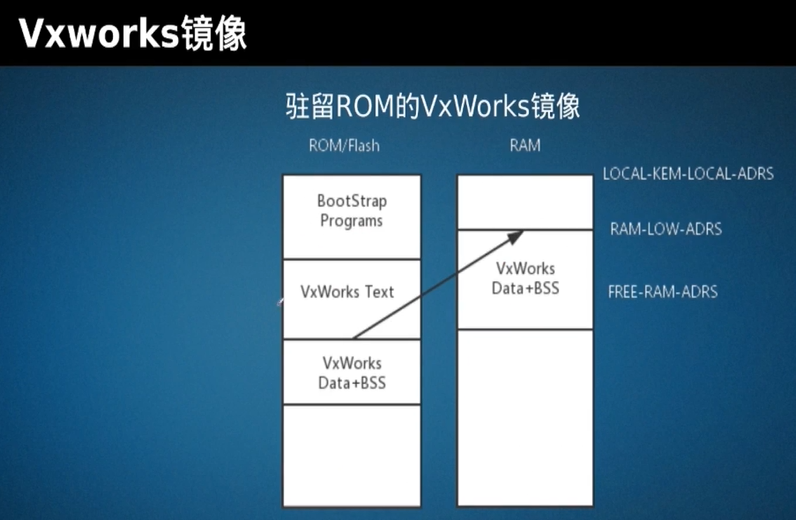 Vxworks镜像
驻留ROM的VxWorks镜像
ROM/Flash
RAM
LOCAL-KEM-LOCAL-ADRS
BootStrap
Programs
RAM-LOW-ADRS
VxWorks Text
VxWorks
Data+BSS
FREE-RAM-ADRS
VxWorks
Data+BSS